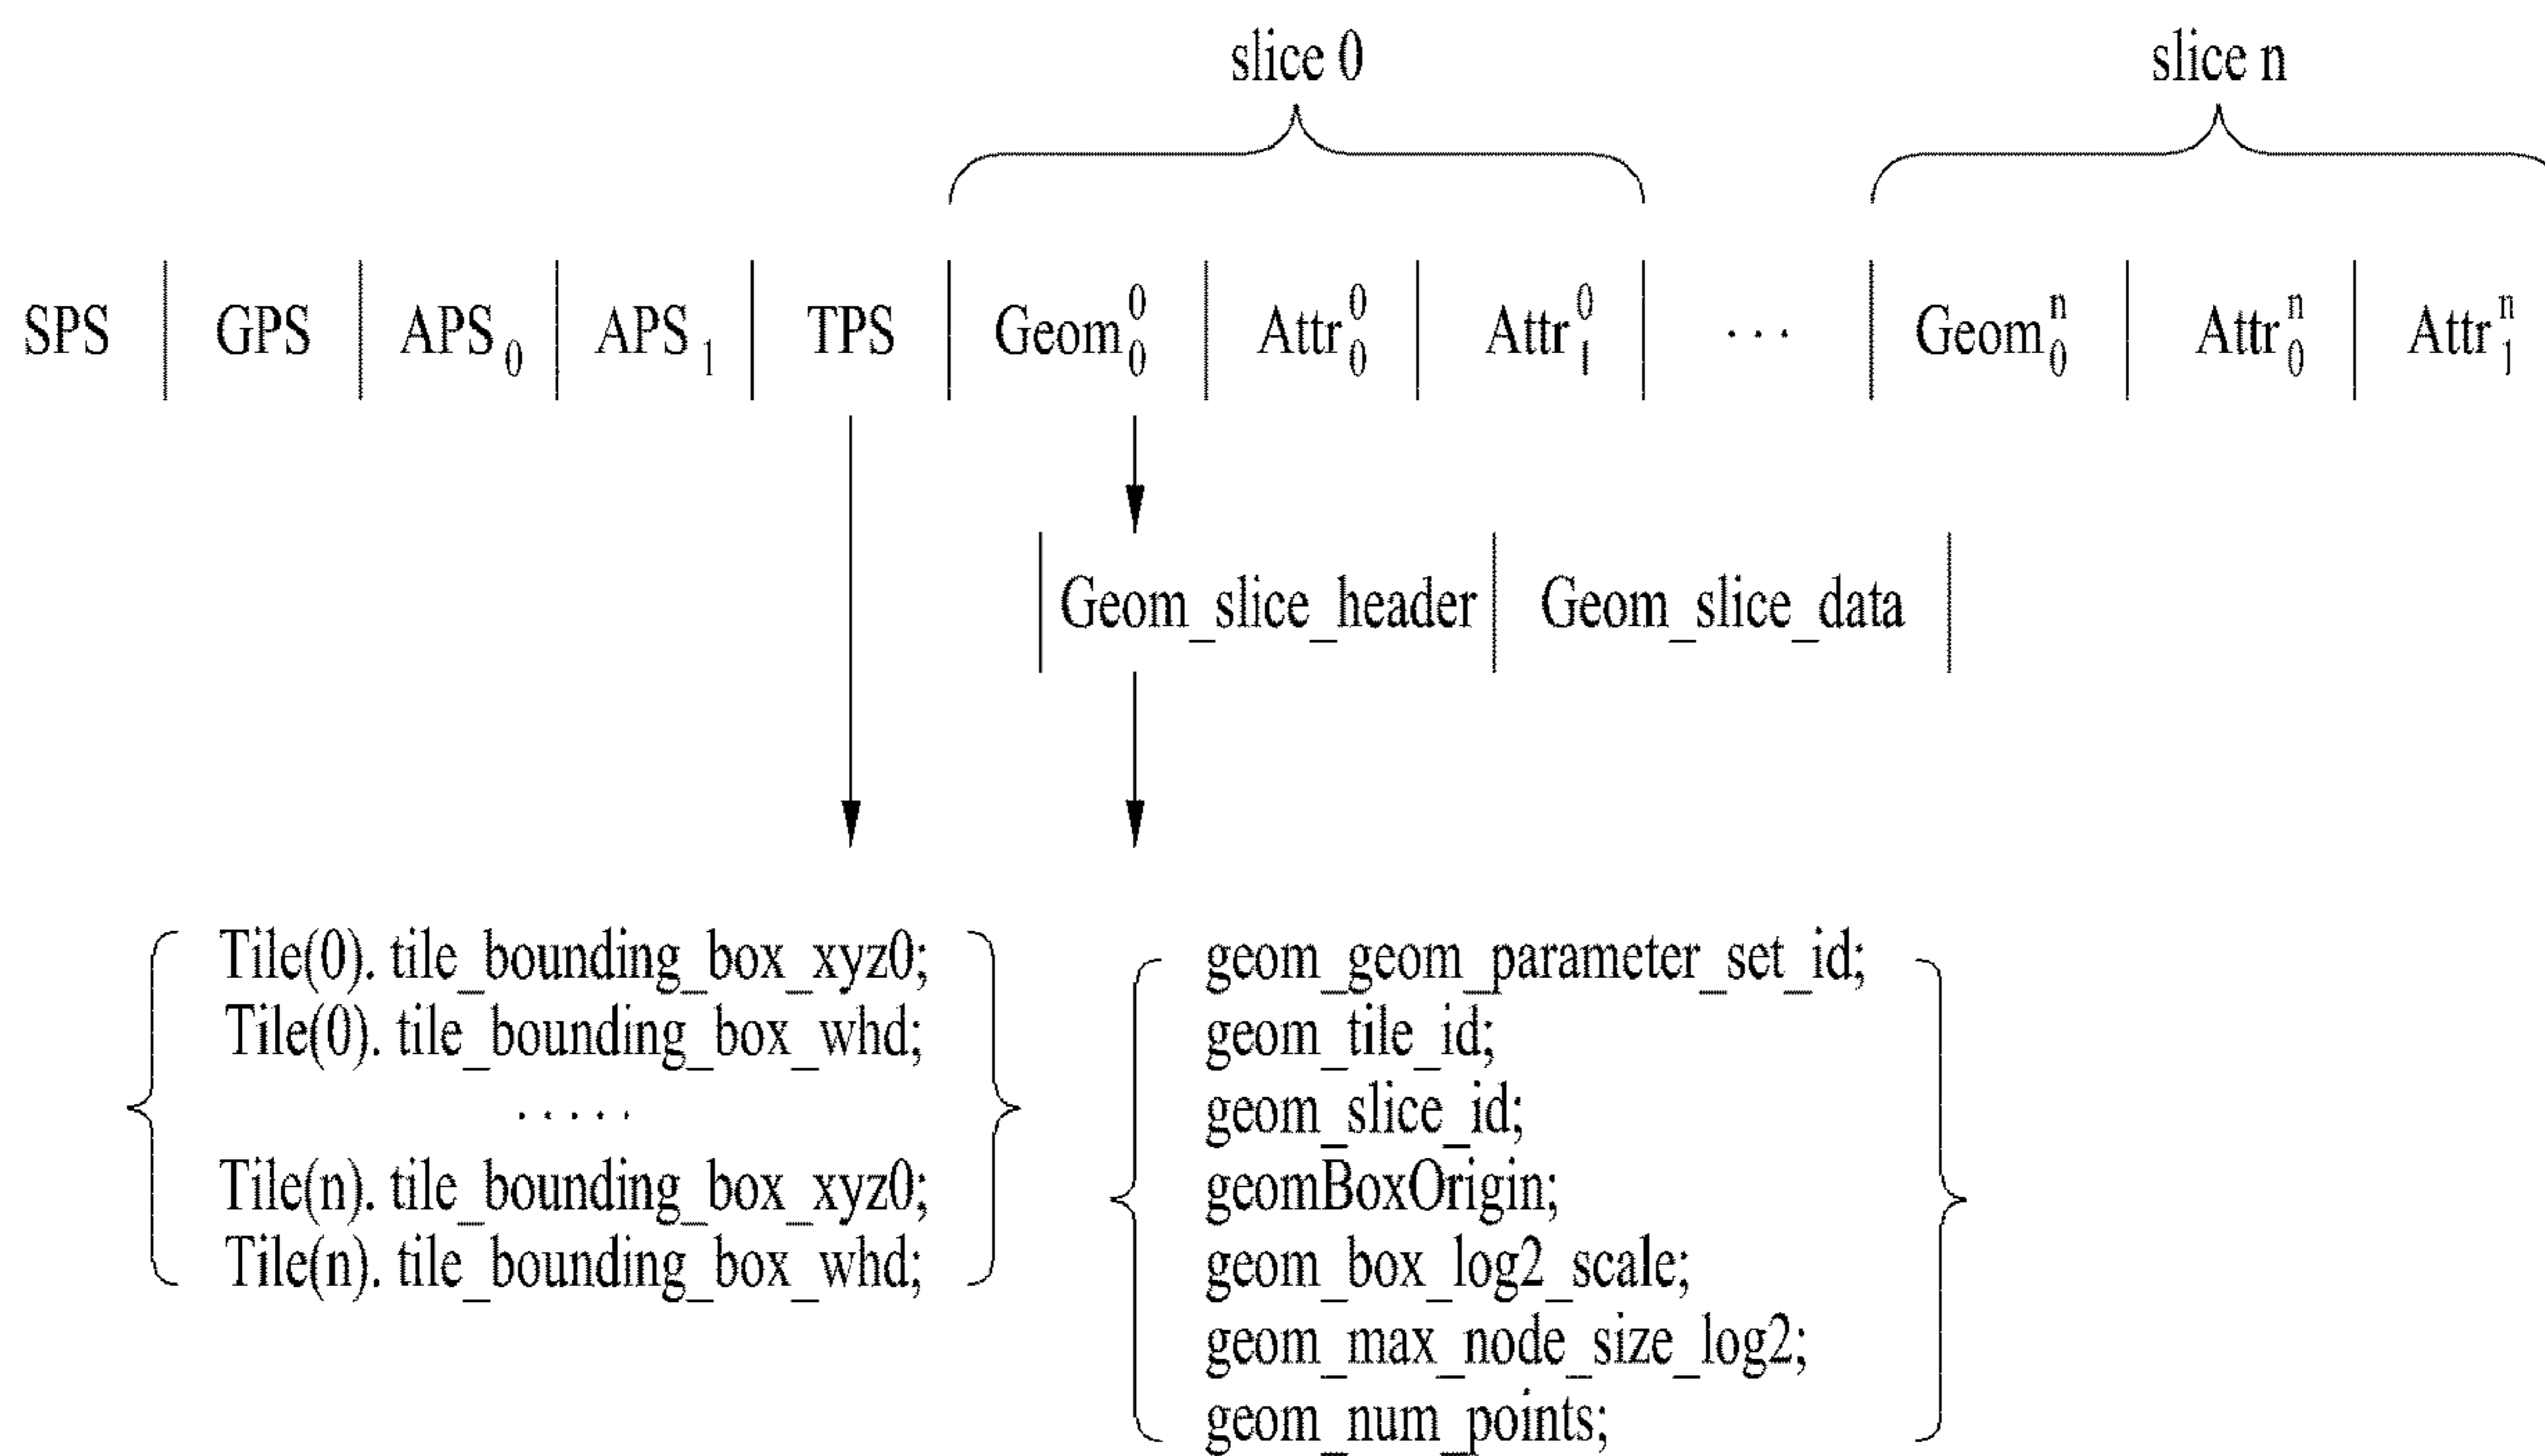 slice 0 slice n
SPS GPS APS₀ APS₁ TPS Geom₀⁰ Attr₀⁰ Attr₁⁰ ... Geom₀ⁿ Attr₀ⁿ Attr₁ⁿ
Geom_slice_header Geom_slice_data
Tile(0). tile_bounding_box_xyz0;
Tile(0). tile_bounding_box_whd;
.....
Tile(n). tile_bounding_box_xyz0;
Tile(n). tile_bounding_box_whd;
geom_geom_parameter_set_id;
geom_tile_id;
geom_slice_id;
geomBoxOrigin;
geom_box_log2_scale;
geom_max_node_size_log2;
geom_num_points;